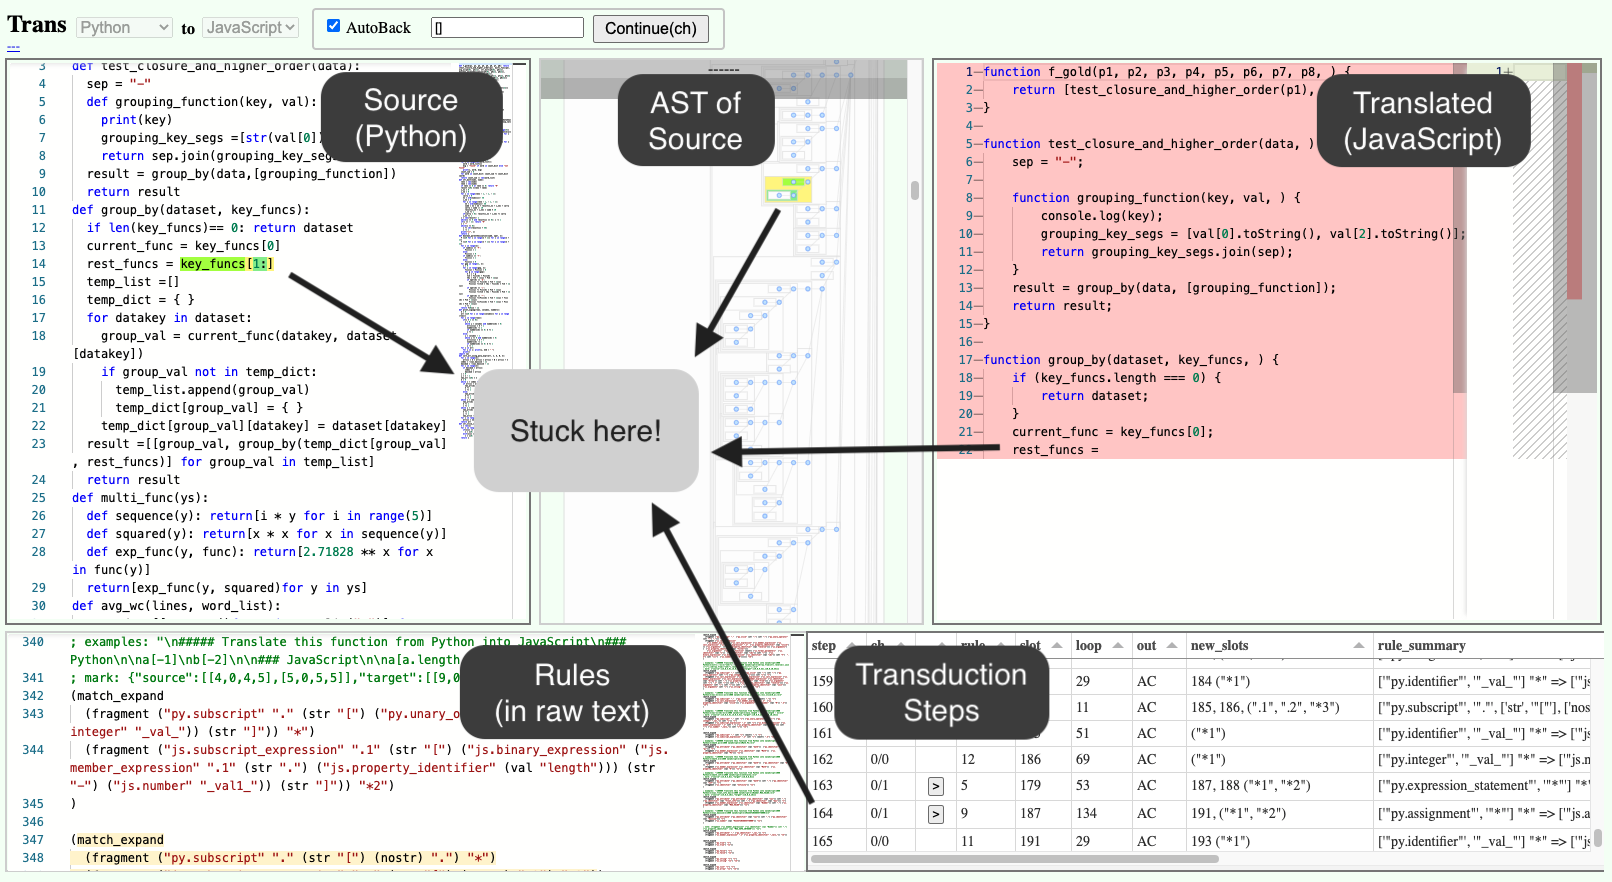 Trans Python to JavaScript AutoBack [] Continue(ch)
---
3 def test_closure_and_higher_order(data):
4 sep = "-"
5 def grouping_function(key, val):
6 print(key)
7 grouping_key_segs =[str(val[0])
8 return sep.join(grouping_key_seg
9 result = group_by(data,[grouping_function])
10 return result
11 def group_by(dataset, key_funcs):
12 if len(key_funcs)== 0: return dataset
13 current_func = key_funcs[0]
14 rest_funcs = key_funcs[1:]
15 temp_list =[]
16 temp_dict = { }
17 for datakey in dataset:
18 group_val = current_func(datakey, dataset
[datakey])
19 if group_val not in temp_dict:
20 temp_list.append(group_val)
21 temp_dict[group_val] = { }
22 temp_dict[group_val][datakey] = dataset[datakey]
23 result =[[group_val, group_by(temp_dict[group_val]
, rest_funcs)] for group_val in temp_list]
24 return result
25 def multi_func(ys):
26 def sequence(y): return[i * y for i in range(5)]
27 def squared(y): return[x * x for x in sequence(y)]
28 def exp_func(y, func): return[2.71828 ** x for x
in func(y)]
29 return[exp_func(y, squared)for y in ys]
30 def avg_wc(lines, word_list):
Source
(Python)
------
AST of
Source
Stuck here!
1 function f_gold(p1, p2, p3, p4, p5, p6, p7, p8, ) {
2 return [test_closure_and_higher_order(p1),
3 }
4
5 function test_closure_and_higher_order(data, )
6 sep = "-";
7
8 function grouping_function(key, val, ) {
9 console.log(key);
10 grouping_key_segs = [val[0].toString(), val[2].toString()];
11 return grouping_key_segs.join(sep);
12 }
13 result = group_by(data, [grouping_function]);
14 return result;
15 }
16
17 function group_by(dataset, key_funcs, ) {
18 if (key_funcs.length === 0) {
19 return dataset;
20 }
21 current_func = key_funcs[0];
22 rest_funcs =
1+
Translated
(JavaScript)
340 ; examples: "\n##### Translate this function from Python into JavaScript\n###
Python\n\na[-1]\nb[-2]\n\n### JavaScript\n\na[a.length
341 ; mark: {"source":[[4,0,4,5],[5,0,5,5]],"target":[[9,0
342 (match_expand
343 (fragment ("py.subscript" "." (str "[") ("py.unary_o
integer" "_val_")) (str "]")) "*")
344 (fragment ("js.subscript_expression" ".1" (str "[") ("js.binary_expression" ("js.
member_expression" ".1" (str ".") ("js.property_identifier" (val "length"))) (str
"-") ("js.number" "_val1_")) (str "]")) "*2")
345 )
346
347 (match_expand
348 (fragment ("py.subscript" "." (str "[") (nostr) ".") "*")
Rules
(in raw text)
step ch rule slot loop out new_slots rule_summary
159 29 AC 184 ("*1") ['"py.identifier"', '"_val_"'] "*" => ['"js
160 11 AC 185, 186, (".1", ".2", "*3") ['"py.subscript"', '"."', ['str', '"["'], ['nos
161 51 AC ("*1") ['"py.identifier"', '"_val_"'] "*" => ['"js
162 0/0 12 186 69 AC ("*1") ['"py.integer"', '"_val_"'] "*" => ['"js.n
163 0/1 > 5 179 53 AC 187, 188 ("*1", "*2") ['"py.expression_statement"', '"*"'] "*"
164 0/1 > 9 187 134 AC 191, ("*1", "*2") ['"py.assignment"', '"*"'] "*" => ['"js.a
165 0/0 11 191 29 AC 193 ("*1") ['"py.identifier"', '"_val_"'] "*" => ['"js
Transduction
Steps